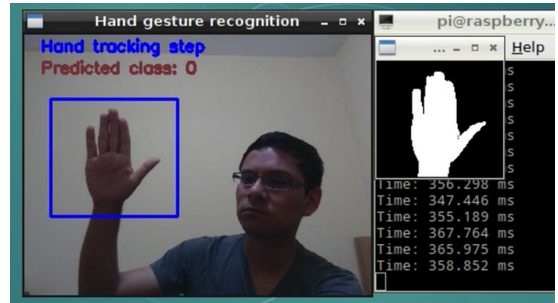 Hand gesture recognition
Hand tracking step
Predicted class: 0
pi@raspberry...
...
Help
s
s
s
s
s
s
s
Time: 356.298 ms
Time: 347.446 ms
Time: 355.189 ms
Time: 367.764 ms
Time: 365.975 ms
Time: 358.852 ms